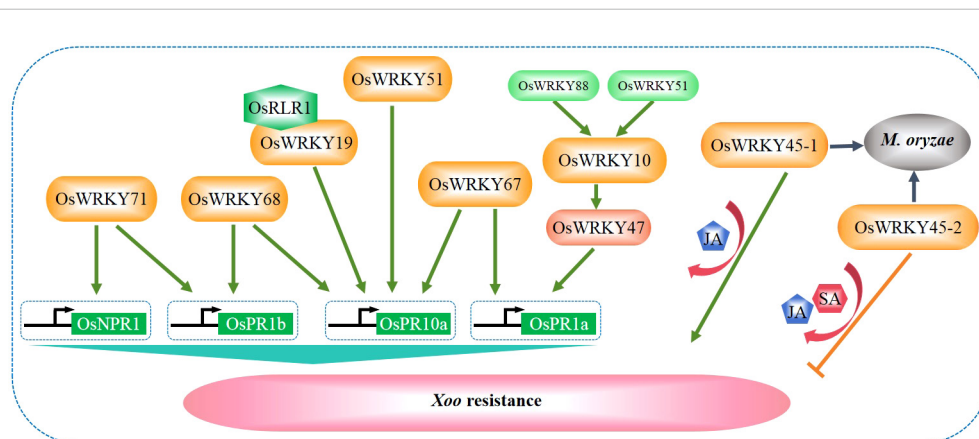 OsWRKY51
OsWRKY88
OsWRKY51
OsRLR1
OsWRKY19
OsWRKY10
OsWRKY45-1
M. oryzae
OsWRKY71
OsWRKY68
OsWRKY67
OsWRKY47
OsWRKY45-2
JA
JA
SA
OsNPR1
OsPR1b
OsPR10a
OsPR1a
Xoo resistance